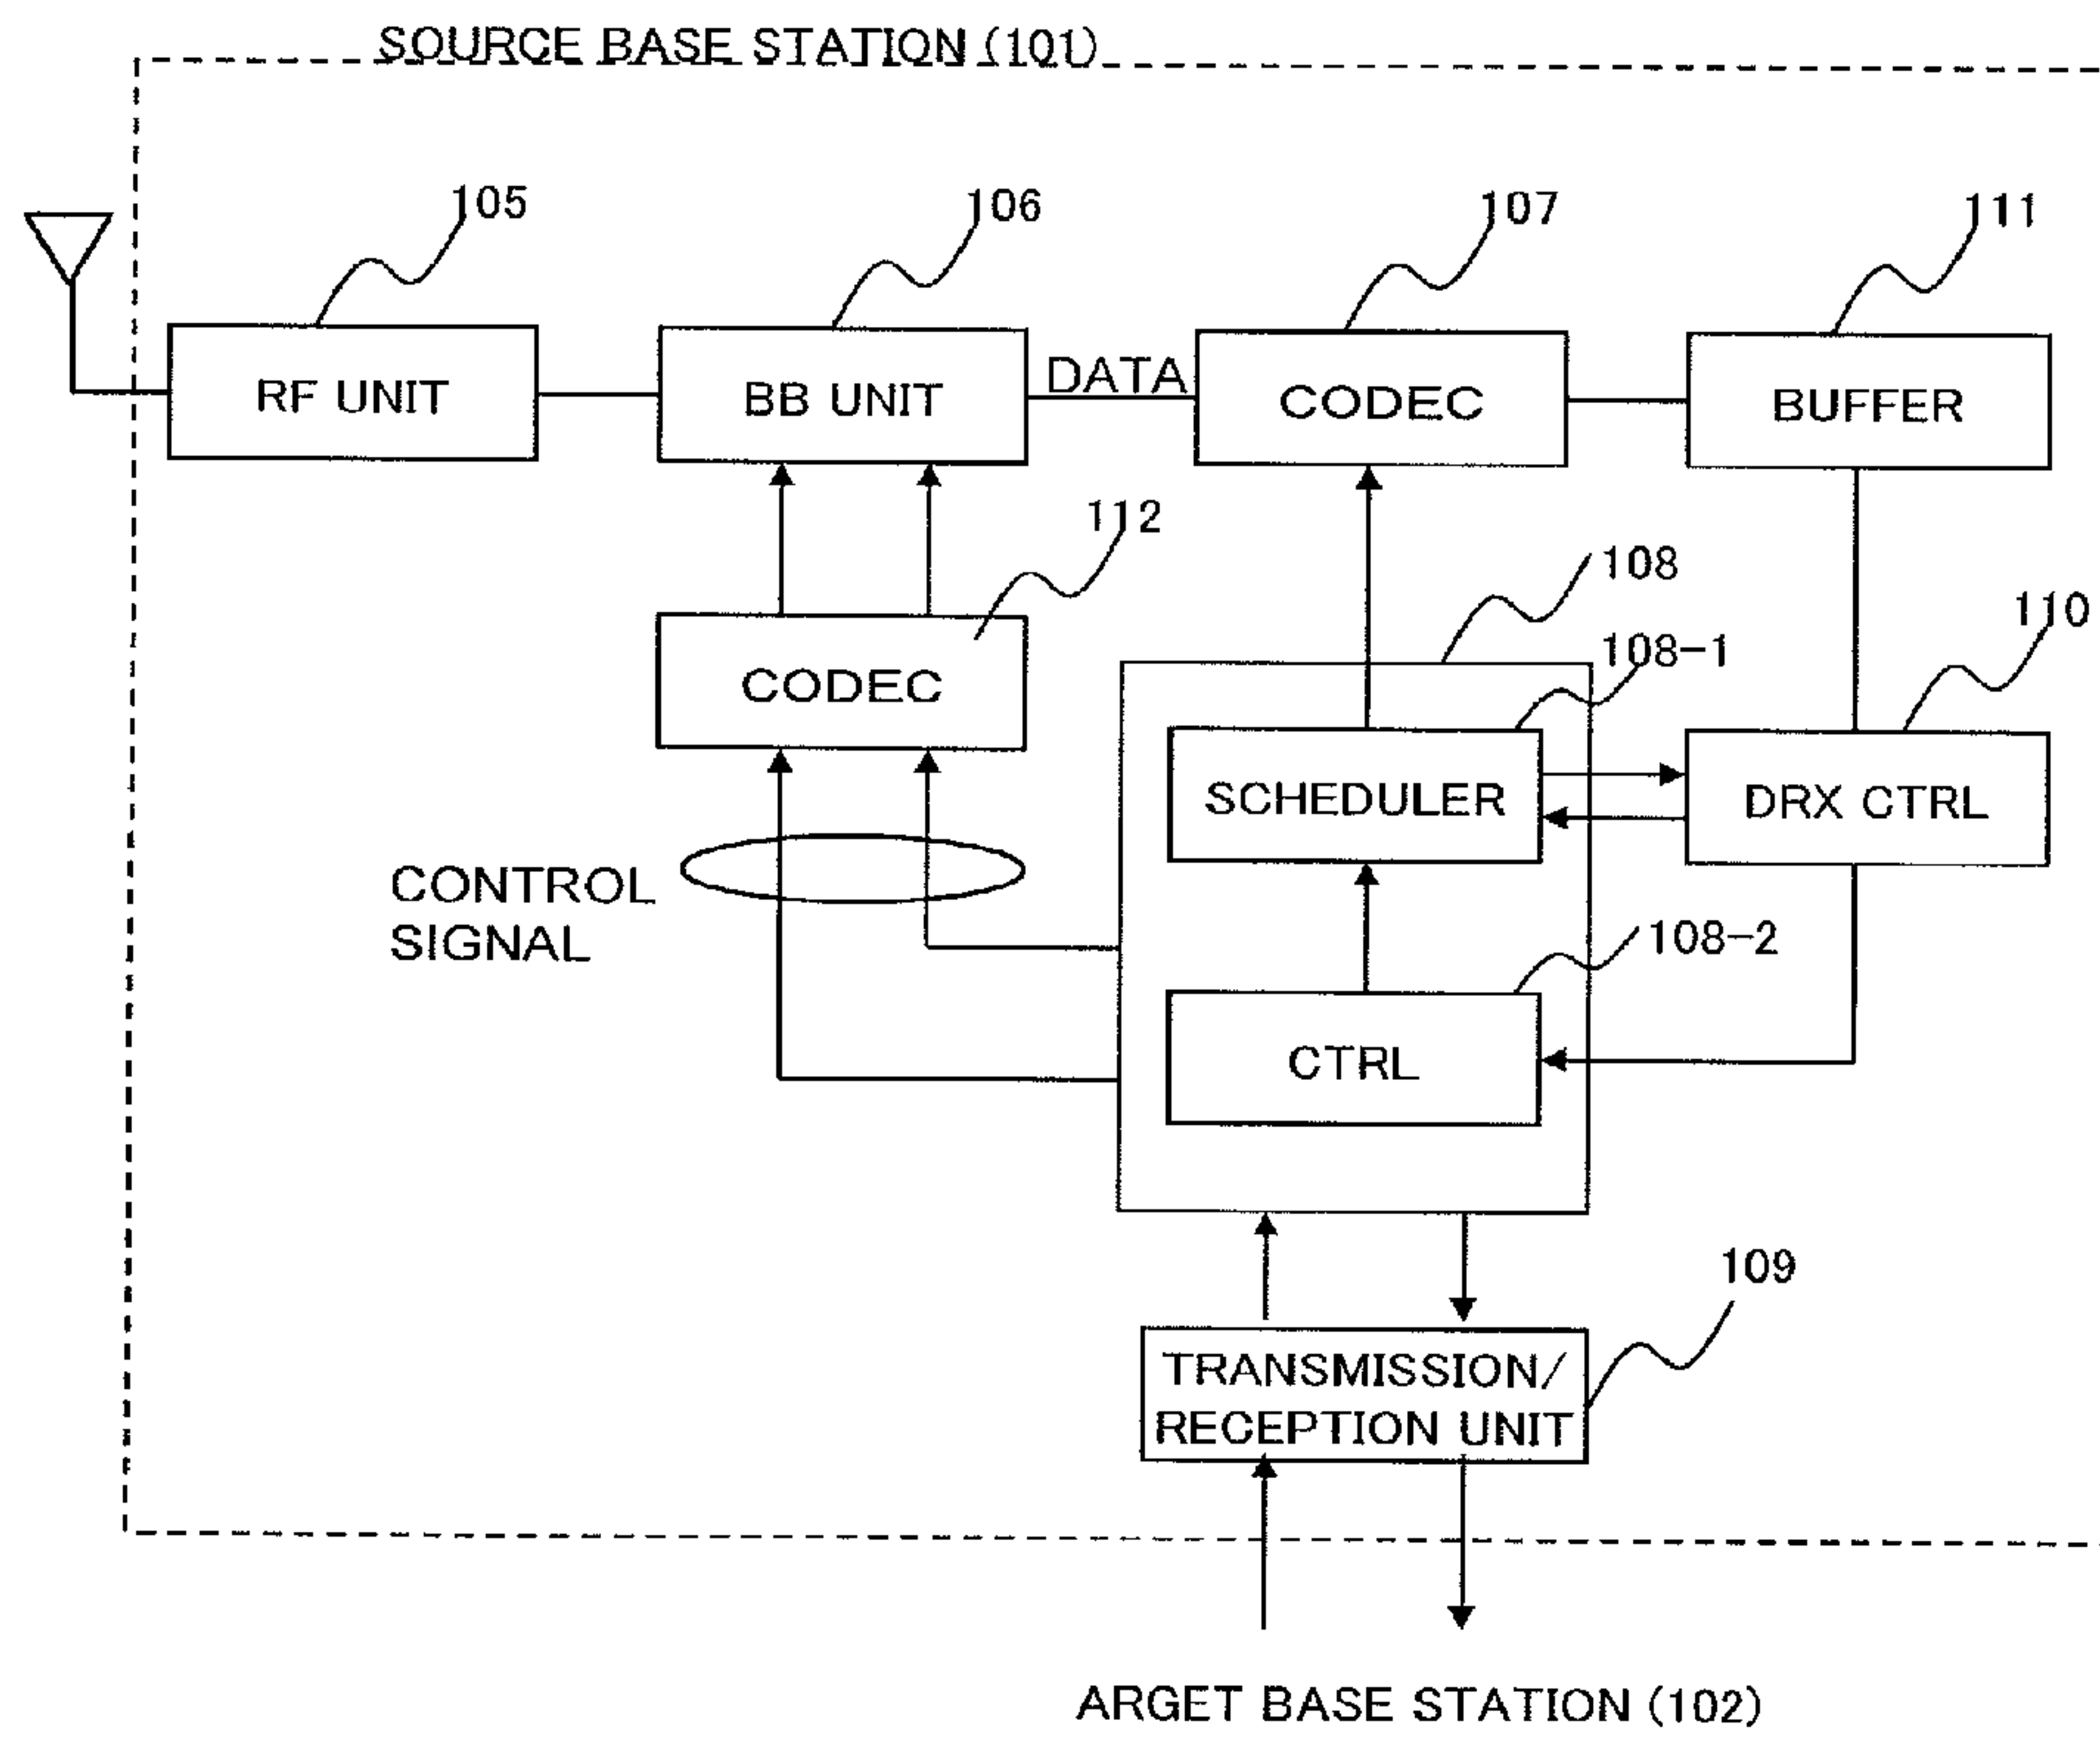 SOURCE BASE STATION (101)
105
106
107
111
RF UNIT
BB UNIT
DATA
CODEC
BUFFER
112
108
108-1
110
CODEC
SCHEDULER
DRX CTRL
CONTROL
SIGNAL
108-2
CTRL
109
TRANSMISSION/
RECEPTION UNIT
ARGET BASE STATION (102)